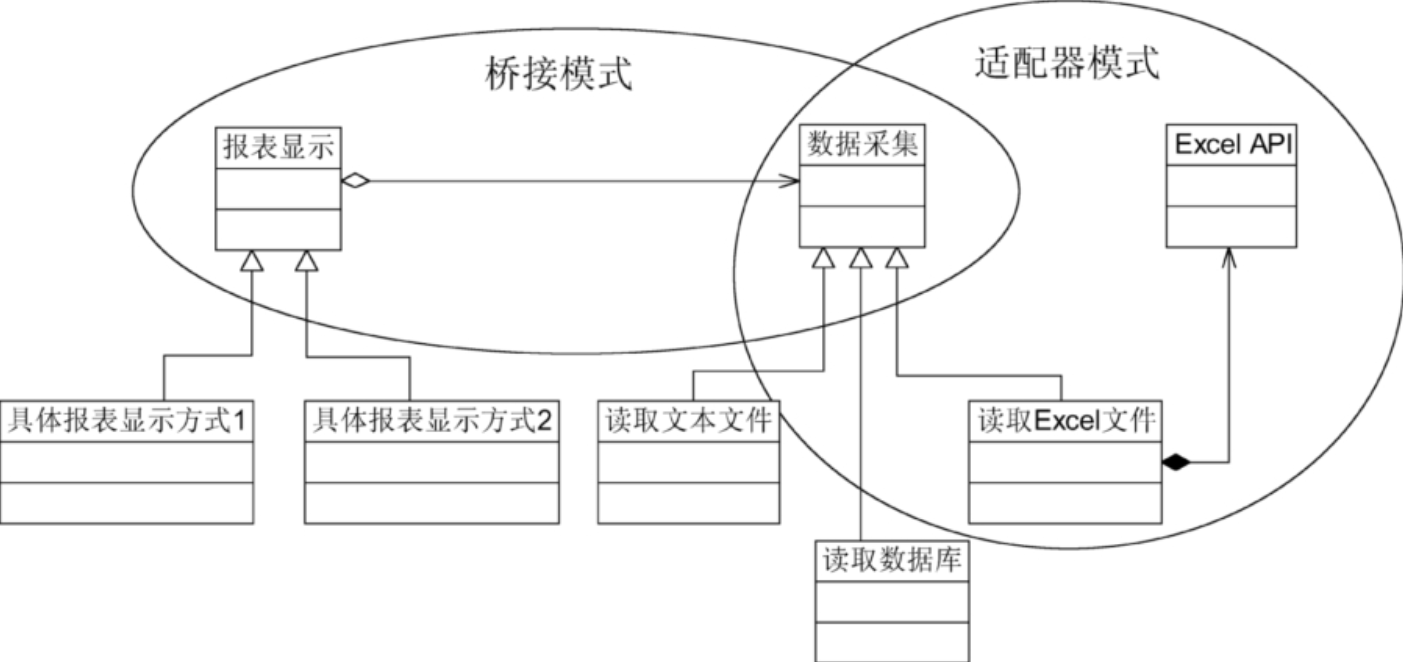 桥接模式
适配器模式
报表显示
数据采集
Excel API
具体报表显示方式1
具体报表显示方式2
读取文本文件
读取Excel文件
读取数据库